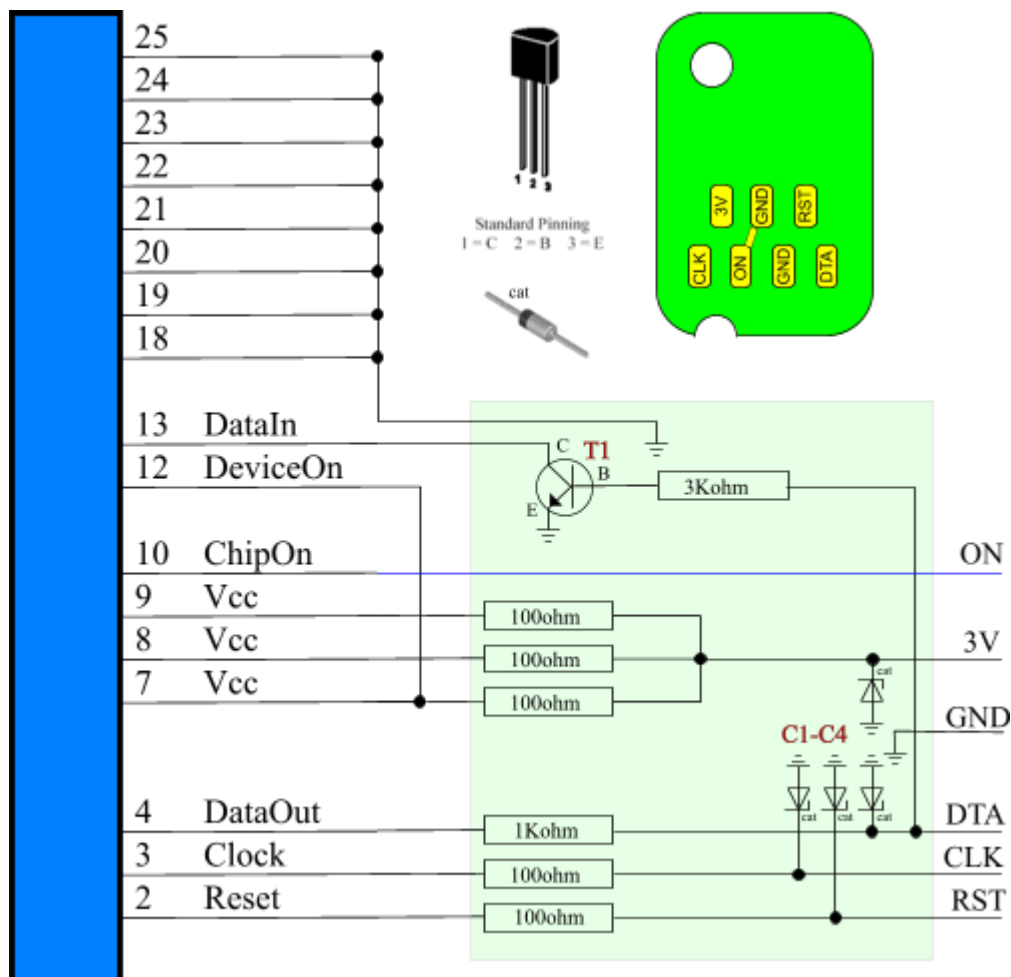 25
24
23
22
21
20
19
18
13 DataIn
12 DeviceOn
10 ChipOn
9 Vcc
8 Vcc
7 Vcc
4 DataOut
3 Clock
2 Reset
1 2 3
Standard Pinning
1 = C 2 = B 3 = E
cat
3V GND RST
CLK ON GND DTA
C T1
B
E
3Kohm
100ohm
100ohm
100ohm
cat
C1-C4
cat cat cat
1Kohm
100ohm
100ohm
ON
3V
GND
DTA
CLK
RST